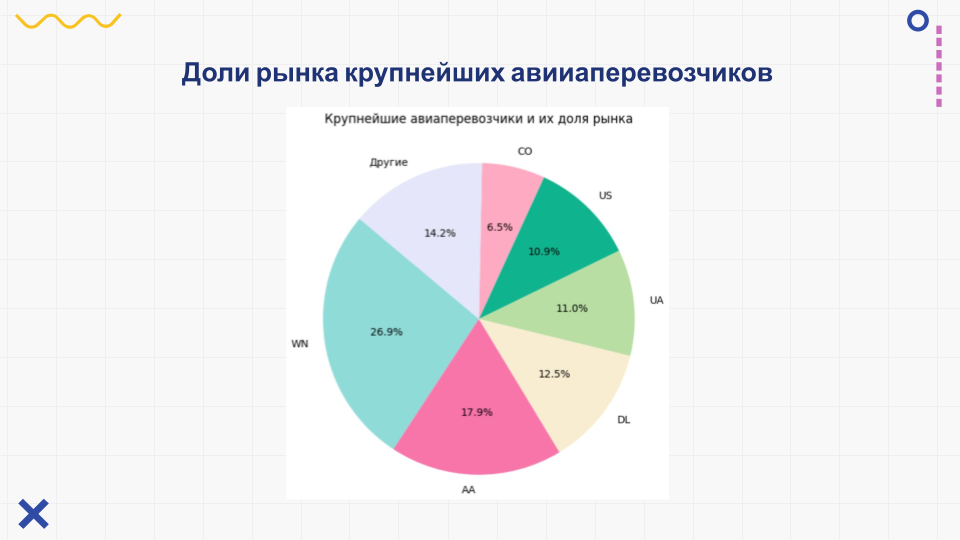 Доли рынка крупнейших авииаперевозчиков
Крупнейшие авиаперевозчики и их доля рынка
CO
Другие
US
6.5%
14.2%
10.9%
UA
11.0%
26.9%
WN
12.5%
17.9%
DL
AA